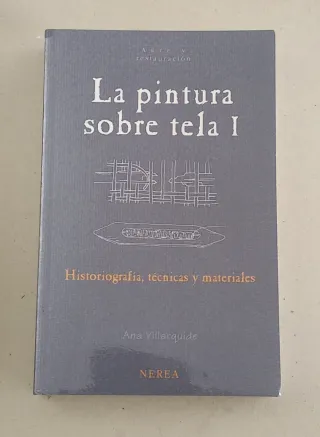 Arte y
restauración
La pintura
sobre tela I
Historiografía, técnicas y materiales
Ana Villarquide
NEREA